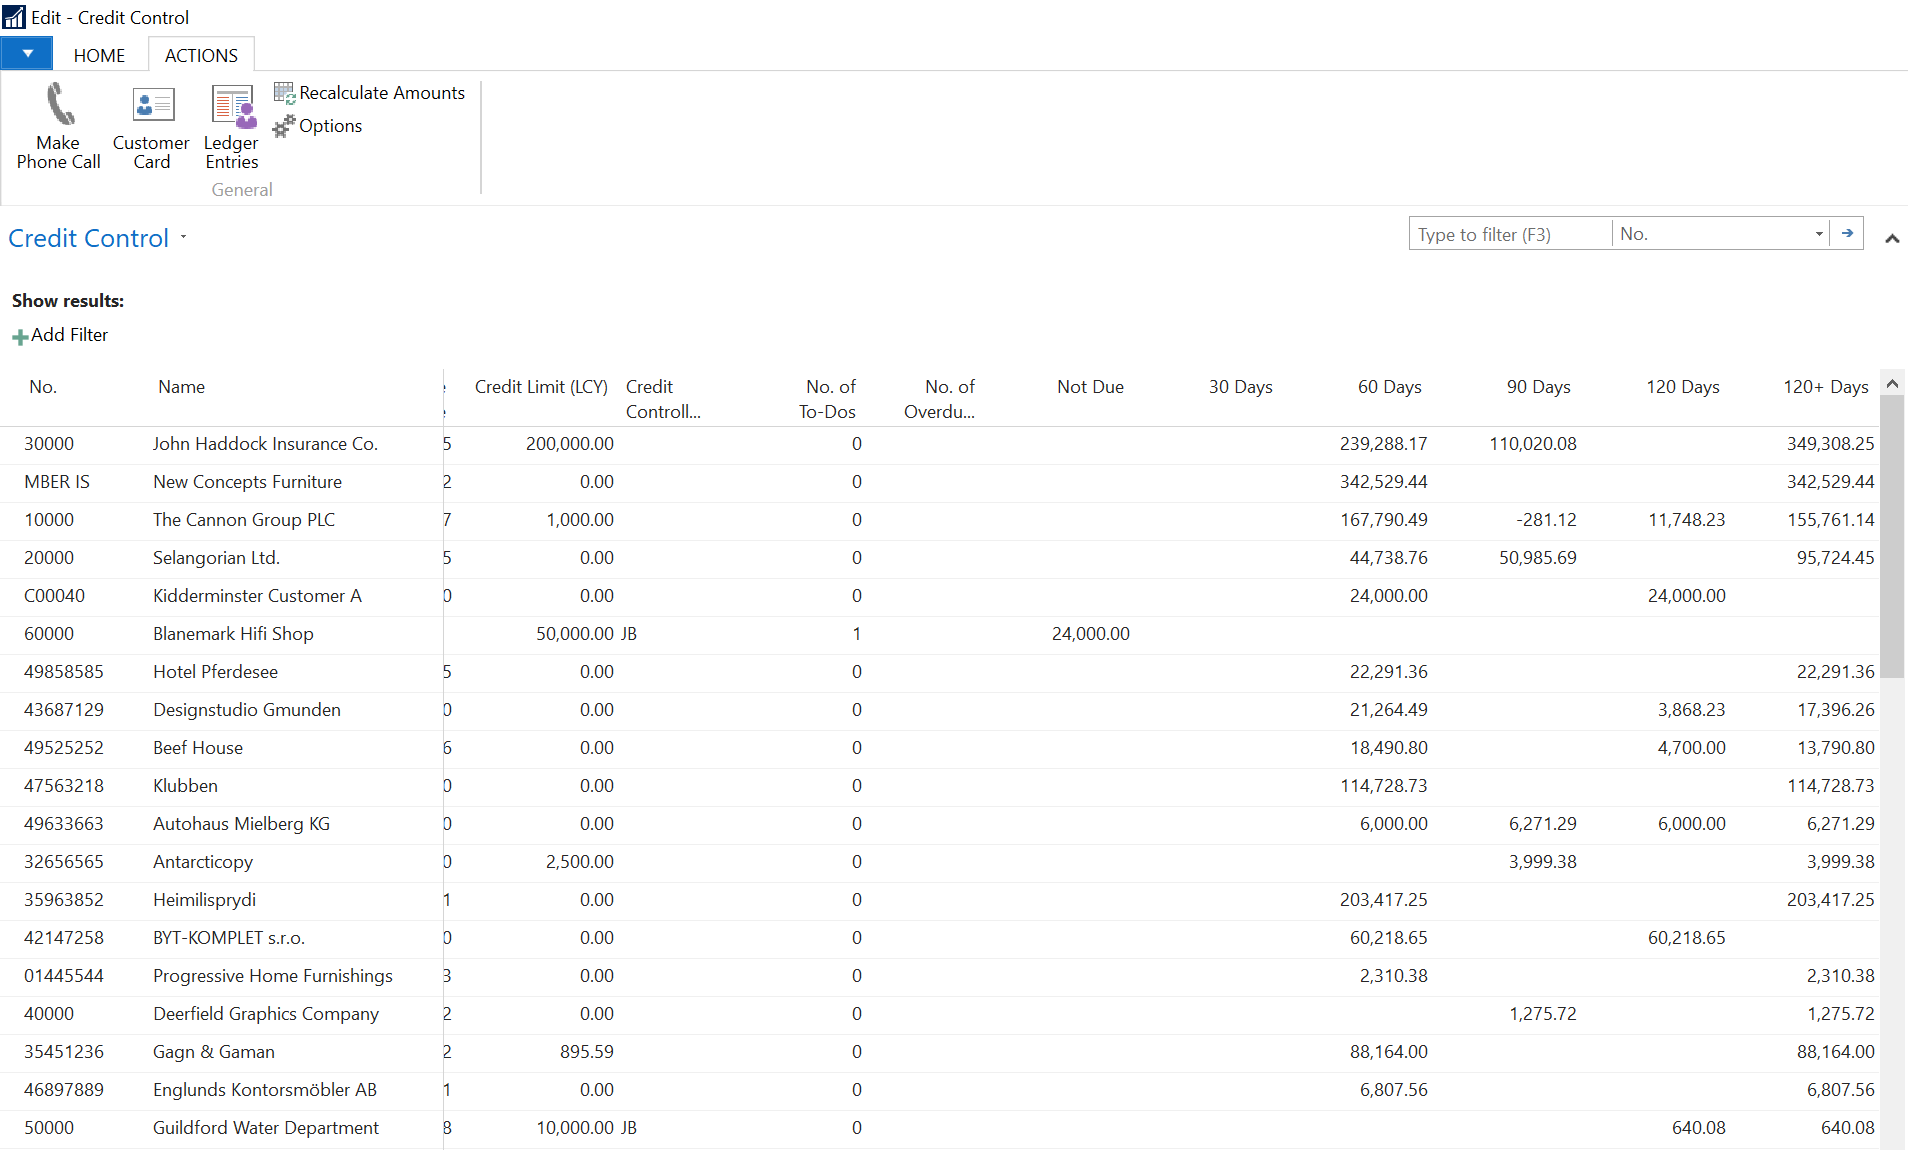 Edit - Credit Control
HOME ACTIONS
Make Phone Call
Customer Card
Ledger Entries
Recalculate Amounts
Options
General
Credit Control
Type to filter (F3) No.
Show results:
Add Filter
No. Name Credit Limit (LCY) Credit Controll... No. of To-Dos No. of Overdu... Not Due 30 Days 60 Days 90 Days 120 Days 120+ Days
30000 John Haddock Insurance Co. 5 200,000.00 0 239,288.17 110,020.08 349,308.25
MBER IS New Concepts Furniture 2 0.00 0 342,529.44 342,529.44
10000 The Cannon Group PLC 7 1,000.00 0 167,790.49 -281.12 11,748.23 155,761.14
20000 Selangorian Ltd. 5 0.00 0 44,738.76 50,985.69 95,724.45
C00040 Kidderminster Customer A 0 0.00 0 24,000.00 24,000.00
60000 Blanemark Hifi Shop 50,000.00 JB 1 24,000.00
49858585 Hotel Pferdesee 5 0.00 0 22,291.36 22,291.36
43687129 Designstudio Gmunden 0 0.00 0 21,264.49 3,868.23 17,396.26
49525252 Beef House 6 0.00 0 18,490.80 4,700.00 13,790.80
47563218 Klubben 0 0.00 0 114,728.73 114,728.73
49633663 Autohaus Mielberg KG 0 0.00 0 6,000.00 6,271.29 6,000.00 6,271.29
32656565 Antarcticopy 0 2,500.00 0 3,999.38 3,999.38
35963852 Heimilisprydi 1 0.00 0 203,417.25 203,417.25
42147258 BYT-KOMPLET s.r.o. 0 0.00 0 60,218.65 60,218.65
01445544 Progressive Home Furnishings 3 0.00 0 2,310.38 2,310.38
40000 Deerfield Graphics Company 2 0.00 0 1,275.72 1,275.72
35451236 Gagn & Gaman 2 895.59 0 88,164.00 88,164.00
46897889 Englunds Kontorsmöbler AB 1 0.00 0 6,807.56 6,807.56
50000 Guildford Water Department 8 10,000.00 JB 0 640.08 640.08